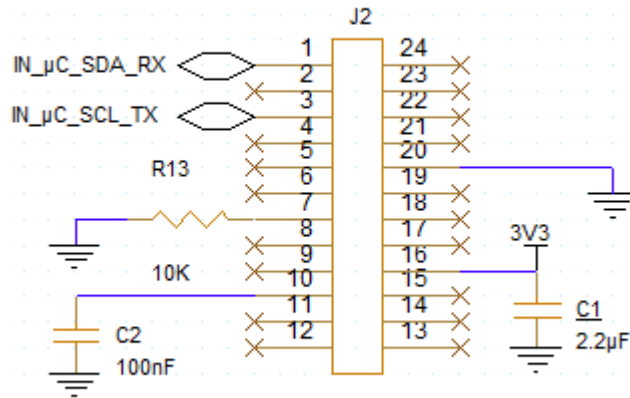 J2
1 24
IN_µC_SDA_RX
2 23
3 22
IN_µC_SCL_TX
4 21
5 20
R13
6 19
7 18
8 17
3V3
9 16
10K
10 15
11 14
C1
C2
12 13
2.2µF
100nF